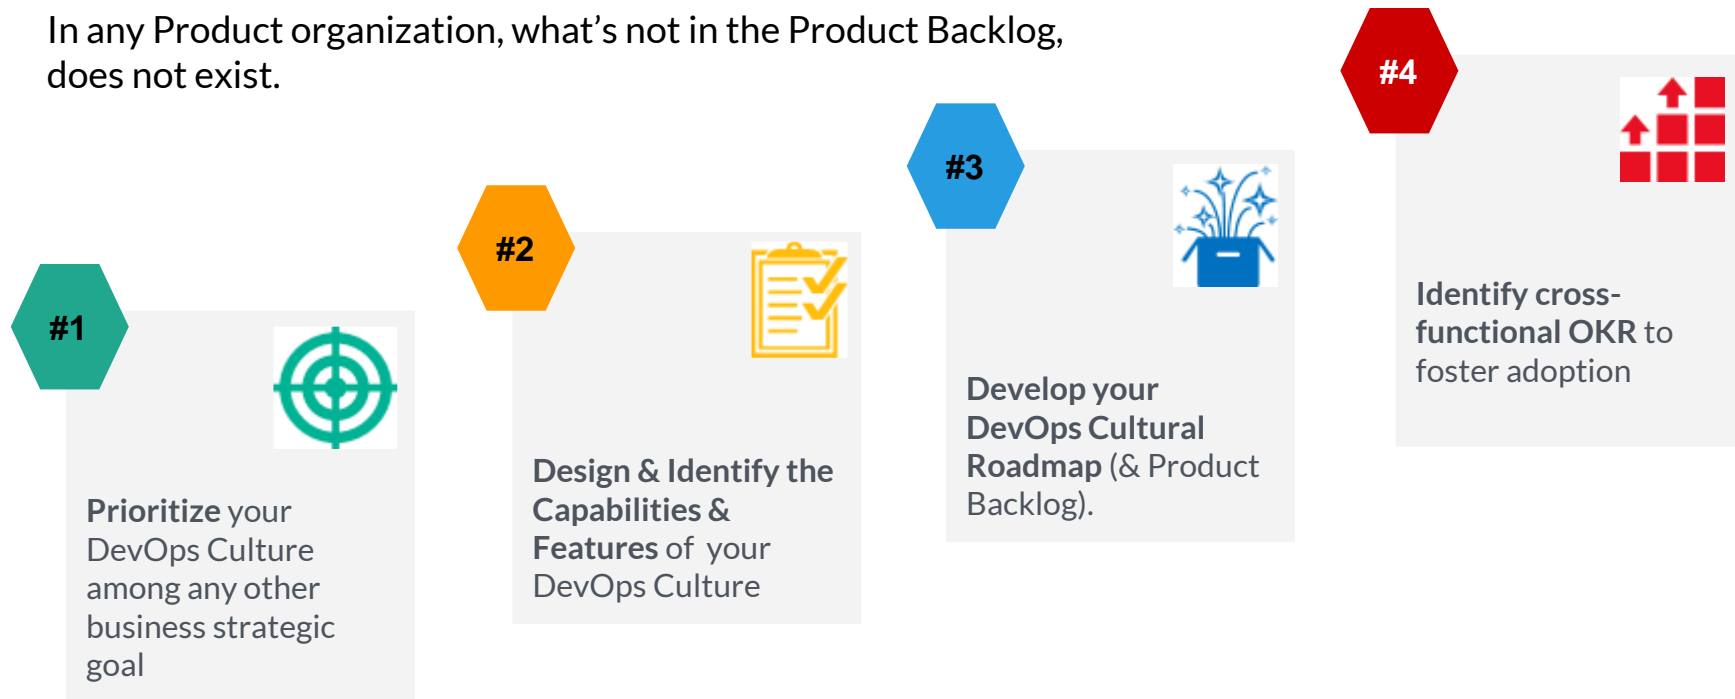 In any Product organization, what’s not in the Product Backlog,
does not exist.
#1
Prioritize your
DevOps Culture
among any other
business strategic
goal
#2
Design & Identify the
Capabilities &
Features of  your
DevOps Culture
#3
Develop your
DevOps Cultural
Roadmap (& Product
Backlog).
#4
Identify cross-
functional OKR to
foster adoption